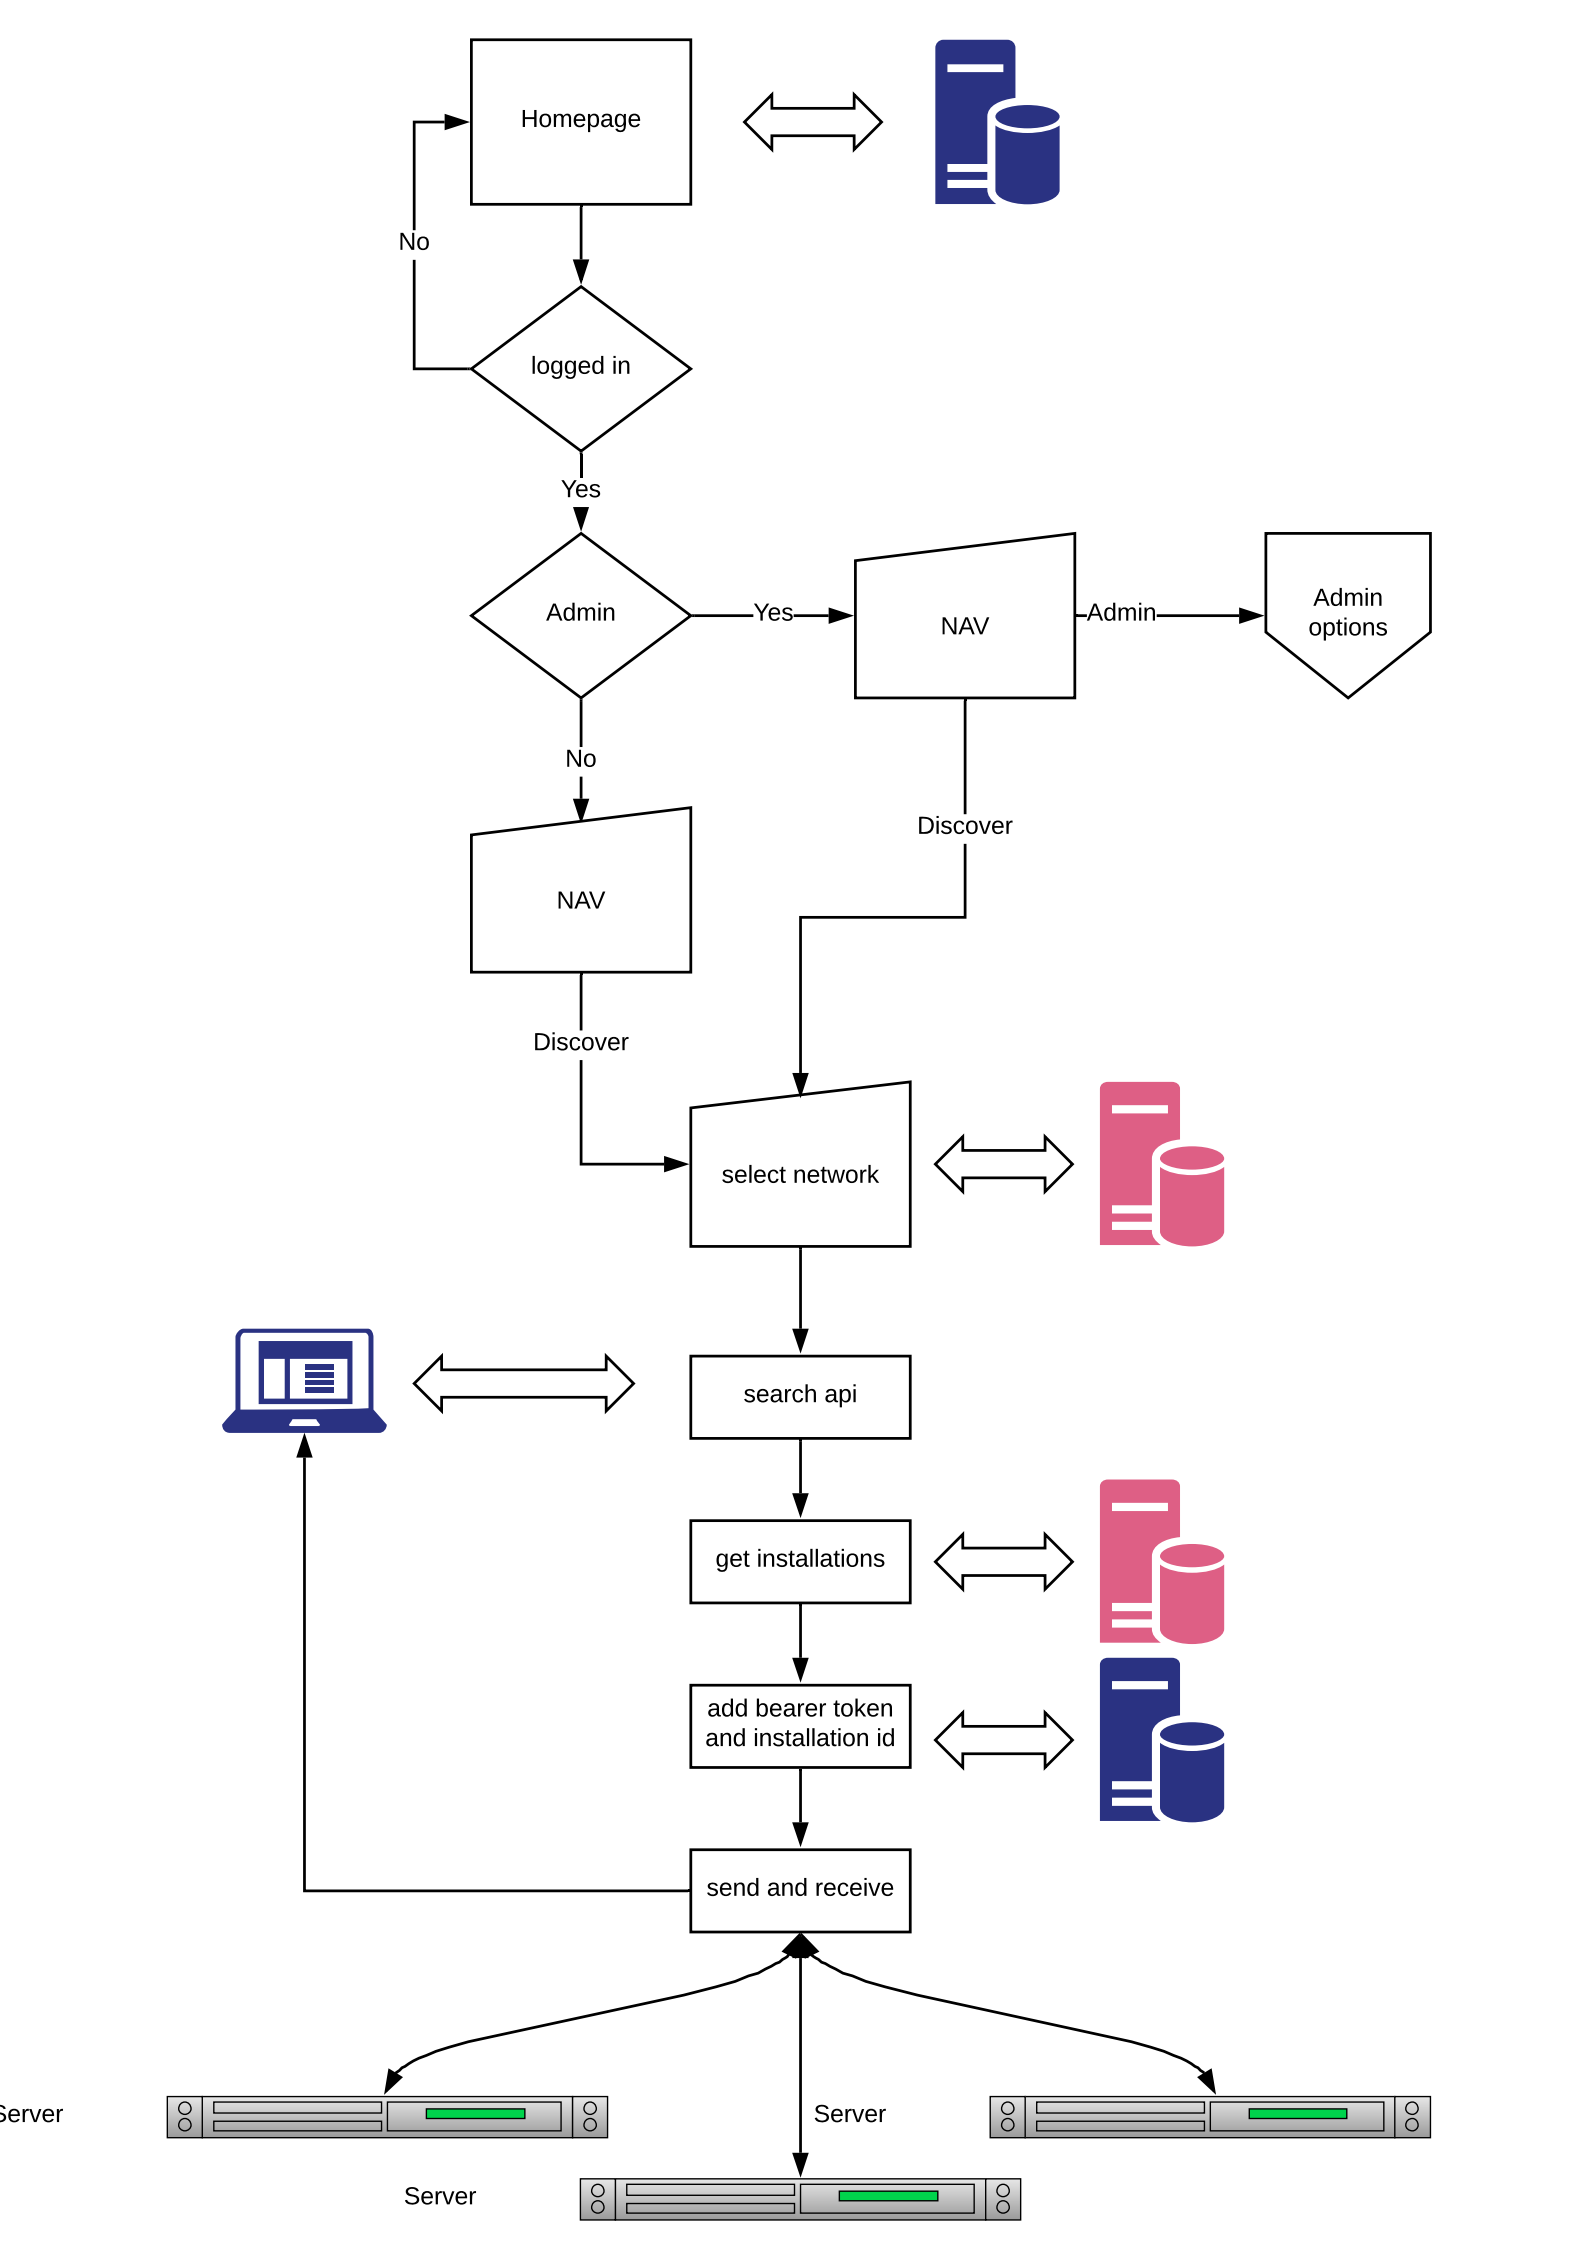 Homepage
No
logged in
Yes
Admin
Yes
NAV
Admin
Admin
options
No
Discover
NAV
Discover
select network
search api
get installations
add bearer token
and installation id
send and receive
Server
Server
Server